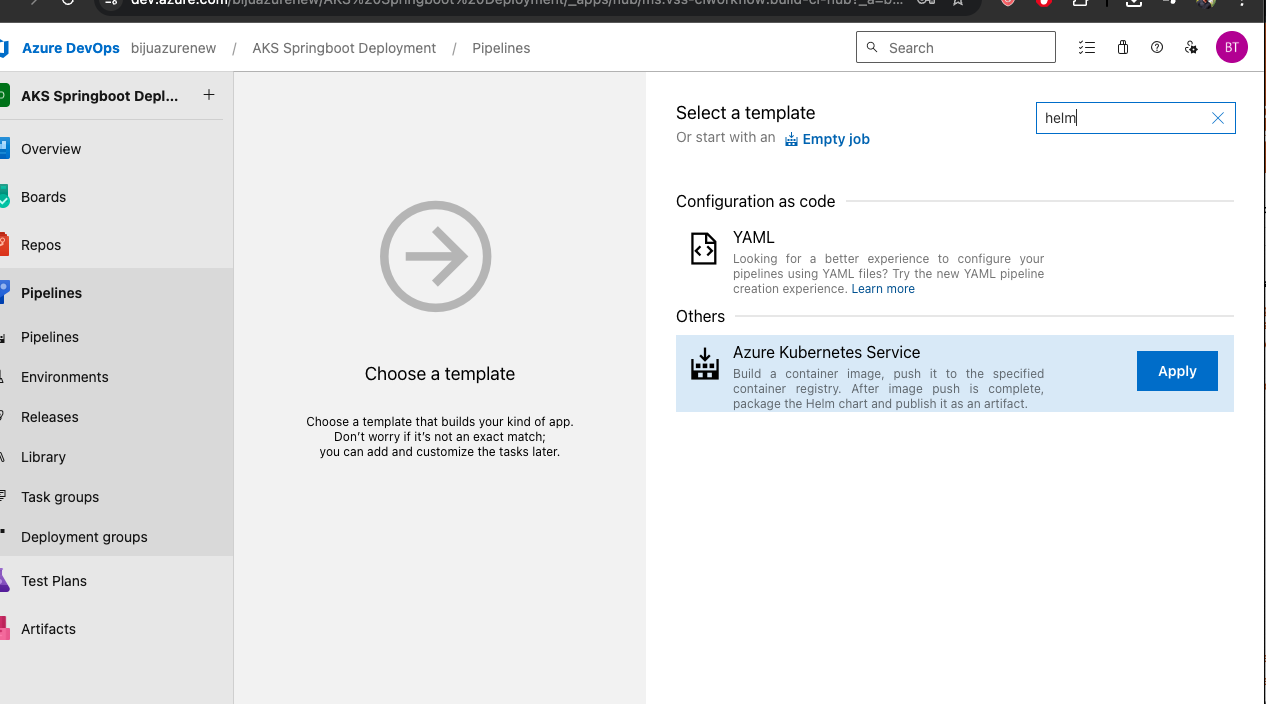 dev.azure.com/bijuazurenew/AKS%20Springboot%20Deployment/_apps/hub/ms.vss-ciworkflow.build-ci-hub?_a=b...
Azure DevOps bijuazurenew / AKS Springboot Deployment / Pipelines
Search
BT
AKS Springboot Depl... +
Overview
Boards
Repos
Pipelines
Pipelines
Environments
Releases
Library
Task groups
Deployment groups
Test Plans
Artifacts
Choose a template
Choose a template that builds your kind of app.
Don’t worry if it’s not an exact match;
you can add and customize the tasks later.
Select a template
helm
Or start with an Empty job
Configuration as code
YAML
Looking for a better experience to configure your
pipelines using YAML files? Try the new YAML pipeline
creation experience. Learn more
Others
Azure Kubernetes Service
Build a container image, push it to the specified
container registry. After image push is complete,
package the Helm chart and publish it as an artifact.
Apply